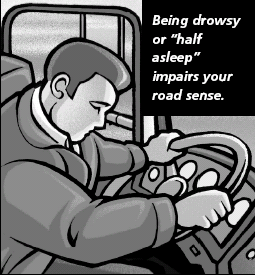 Being drowsy
or "half
asleep"
impairs your
road sense.